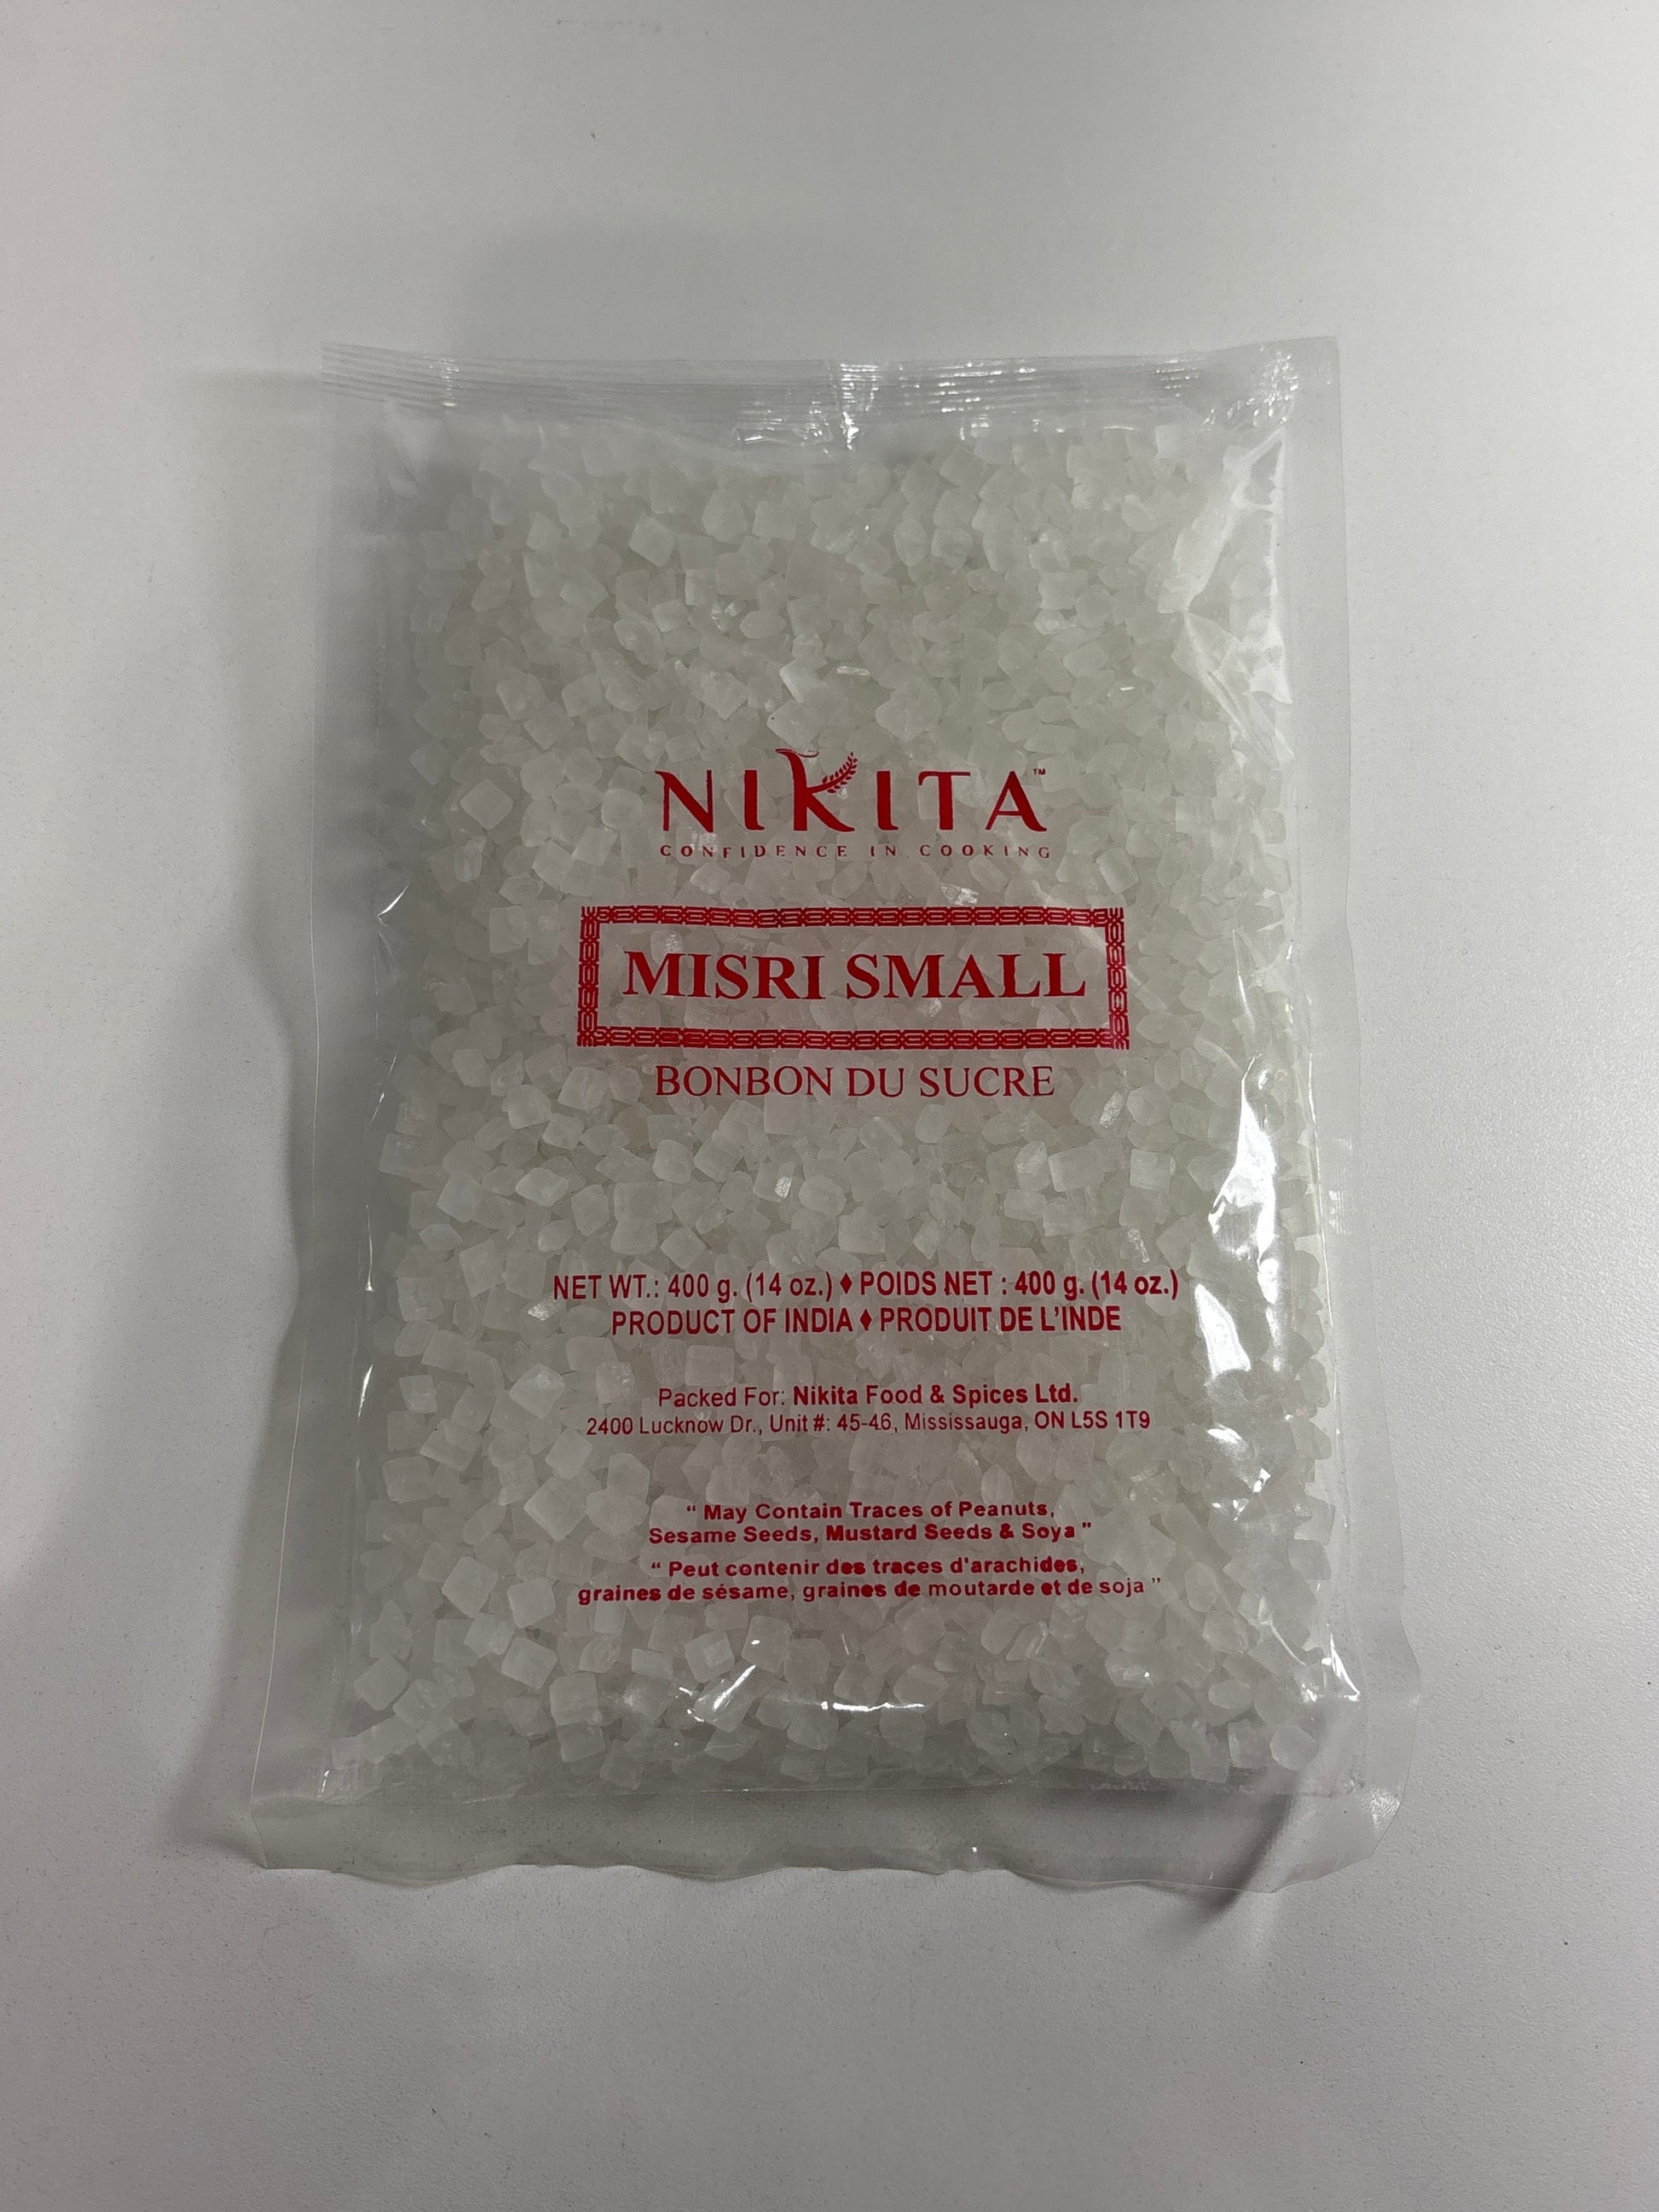 NIKITA™
CONFIDENCE IN COOKING
MISRI SMALL
BONBON DU SUCRE
NET WT.: 400 g. (14 oz.) ♦ POIDS NET : 400 g. (14 oz.)
PRODUCT OF INDIA ♦ PRODUIT DE L'INDE
Packed For: Nikita Food & Spices Ltd.
2400 Lucknow Dr., Unit #: 45-46, Mississauga, ON L5S 1T9
“ May Contain Traces of Peanuts,
Sesame Seeds, Mustard Seeds & Soya ”
“ Peut contenir des traces d'arachides,
graines de sésame, graines de moutarde et de soja ”